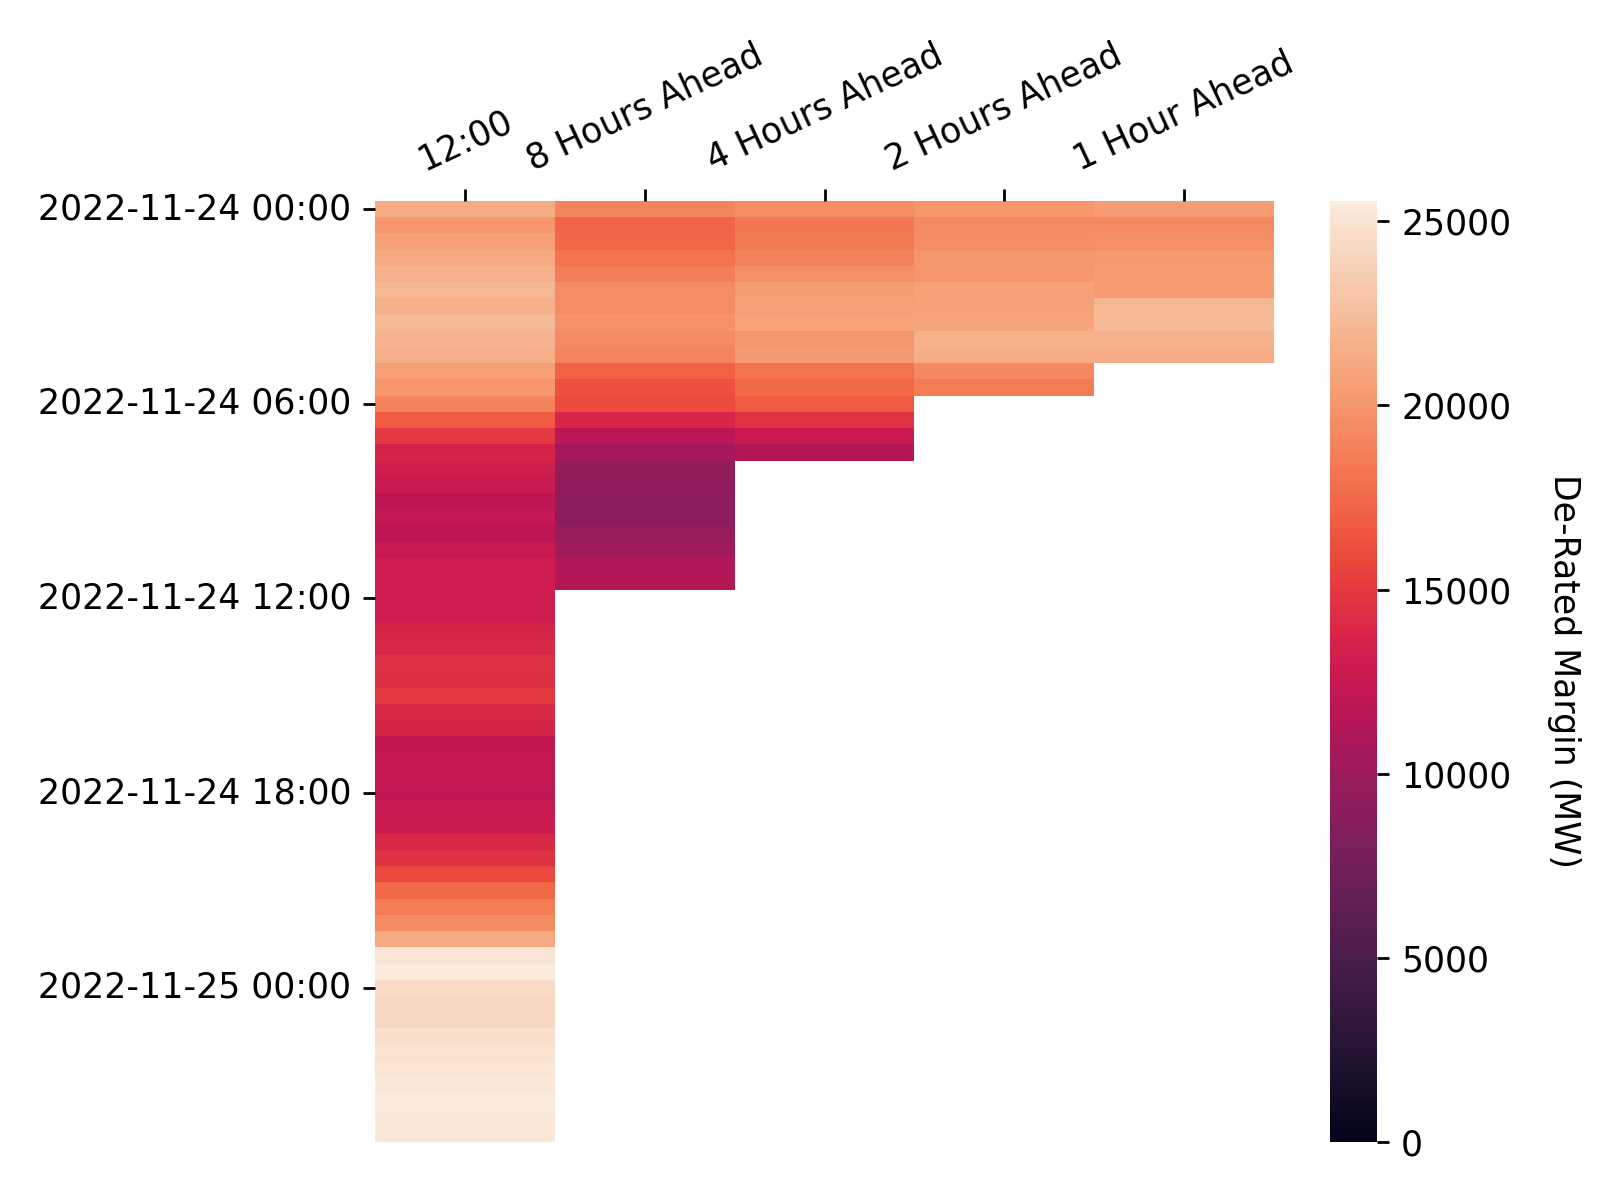 12:00
8 Hours Ahead
4 Hours Ahead
2 Hours Ahead
1 Hour Ahead
2022-11-24 00:00
2022-11-24 06:00
2022-11-24 12:00
2022-11-24 18:00
2022-11-25 00:00
25000
20000
15000
10000
5000
0
De-Rated Margin (MW)